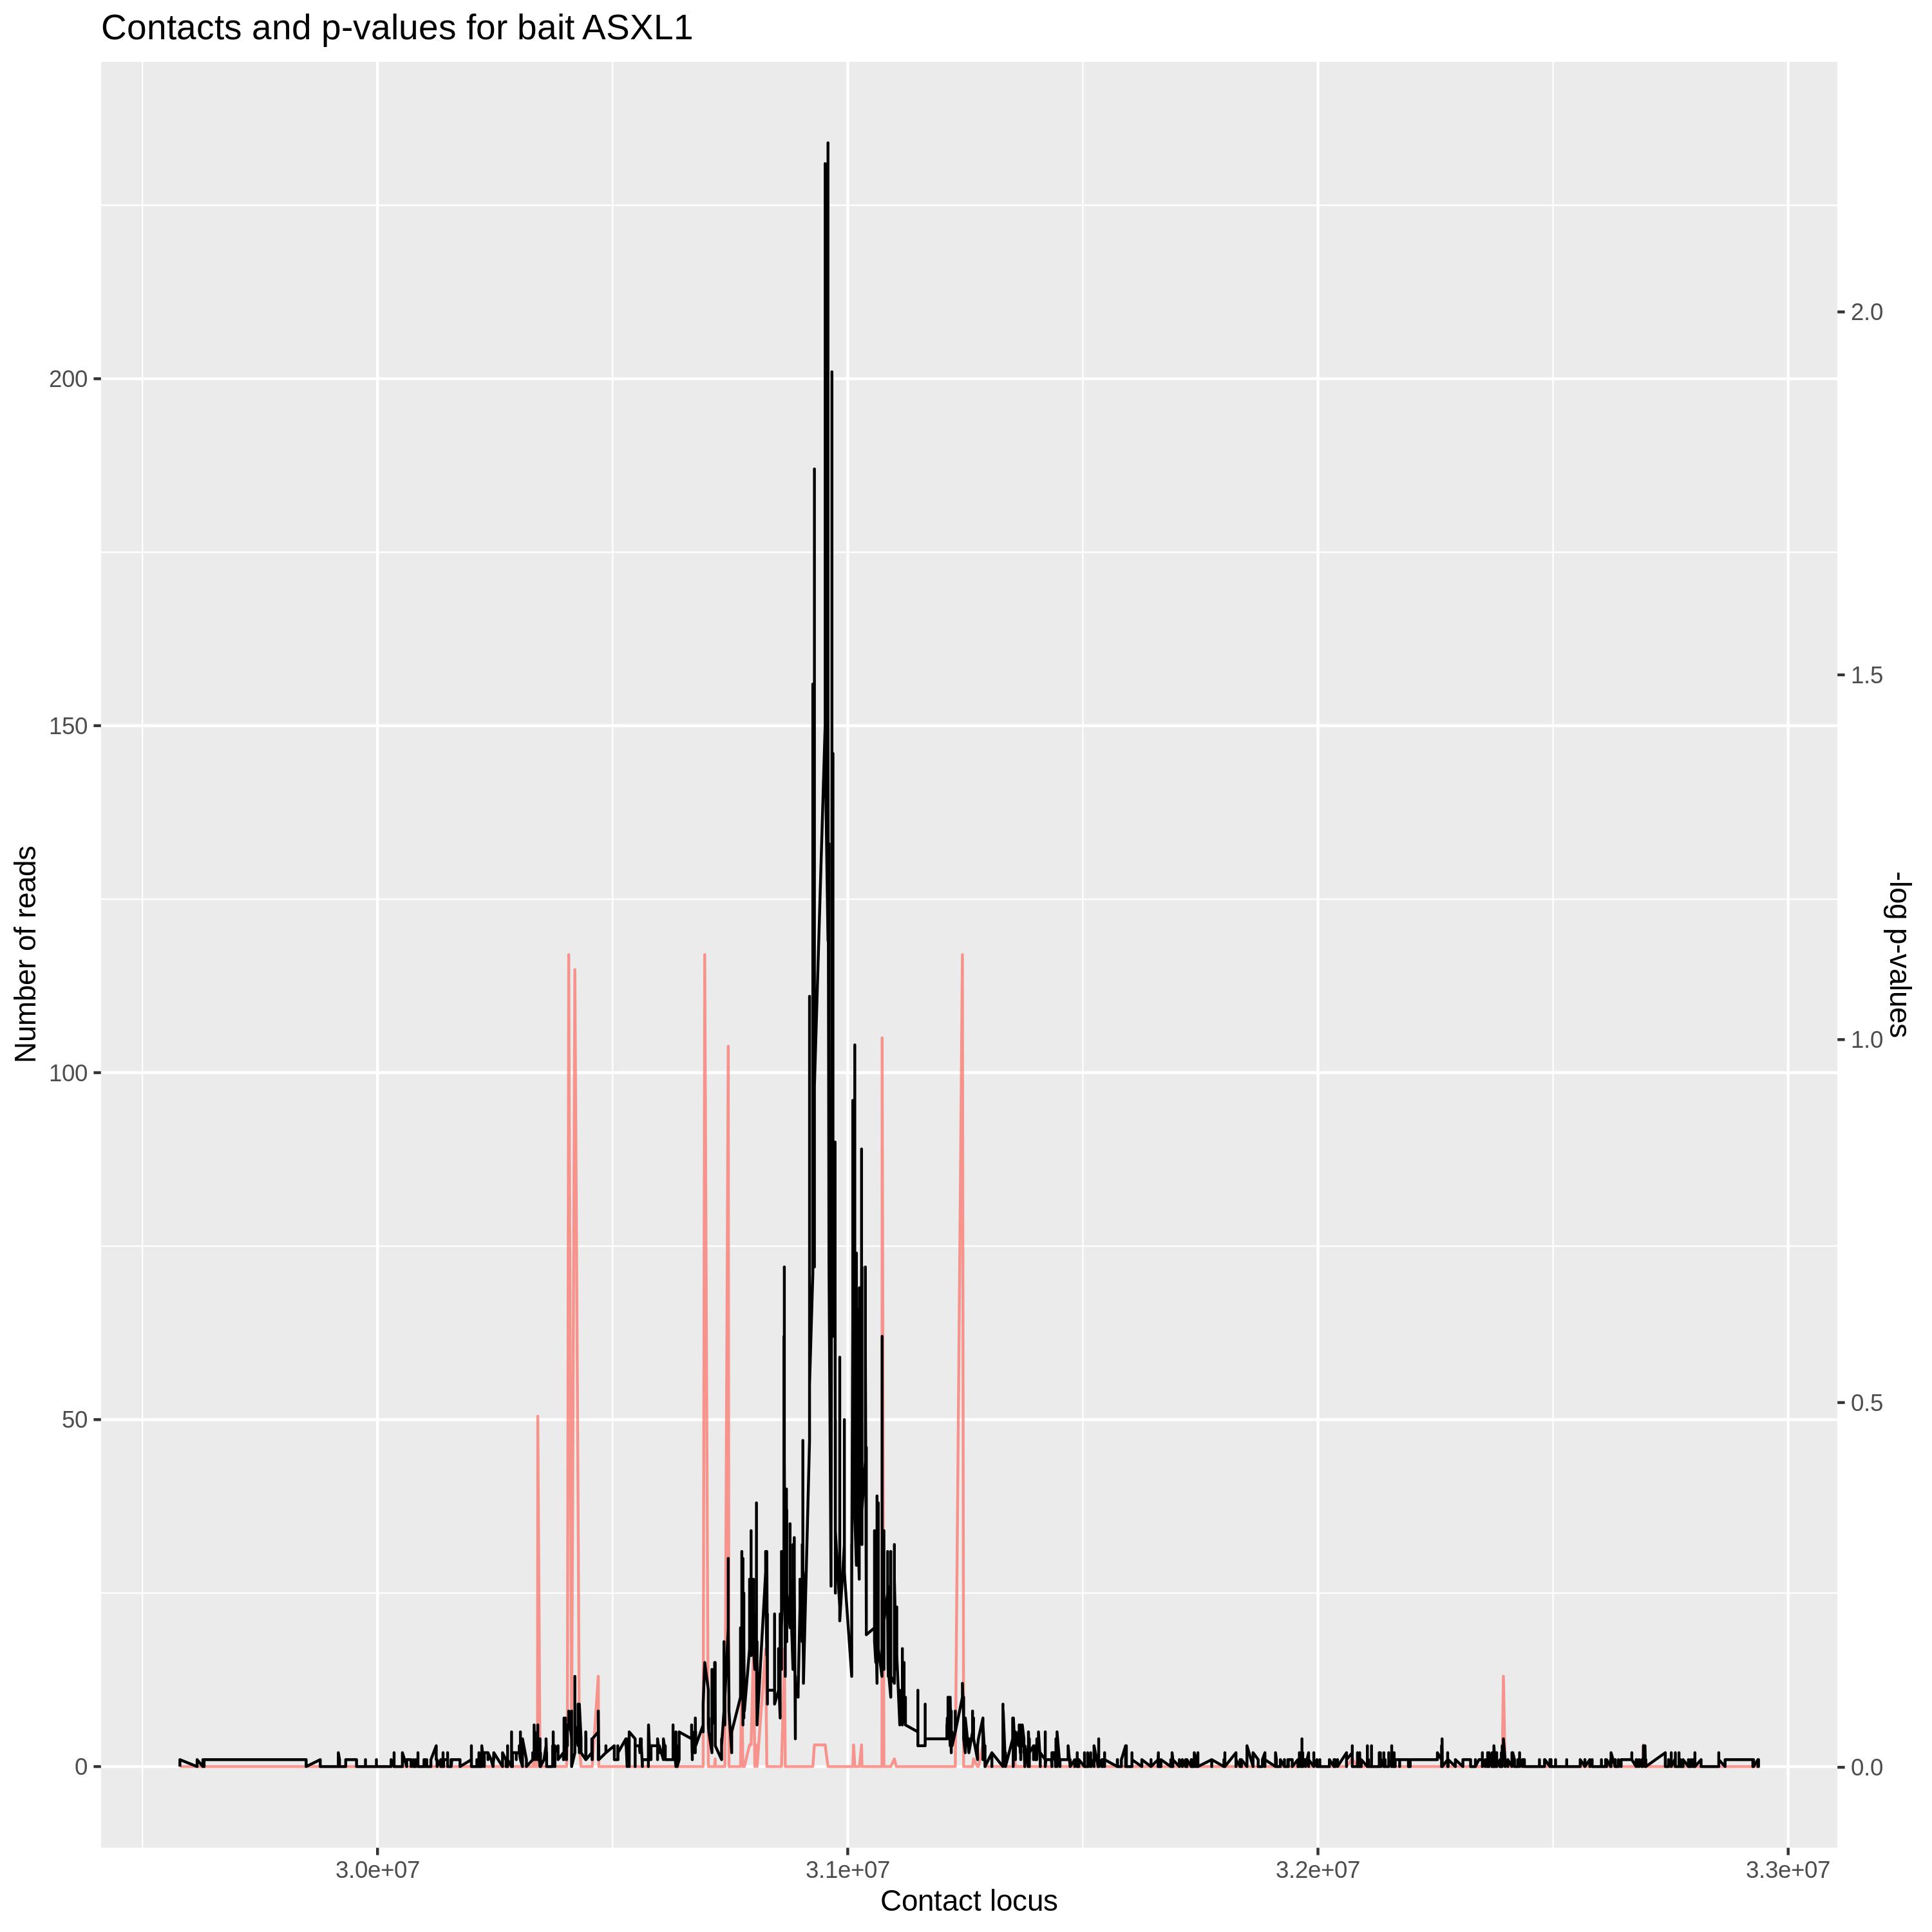 Contacts and p-values for bait ASXL1
Number of reads
200
150
100
50
0
2.0
1.5
1.0
0.5
0.0
-log p-values
3.0e+07
3.1e+07
3.2e+07
3.3e+07
Contact locus